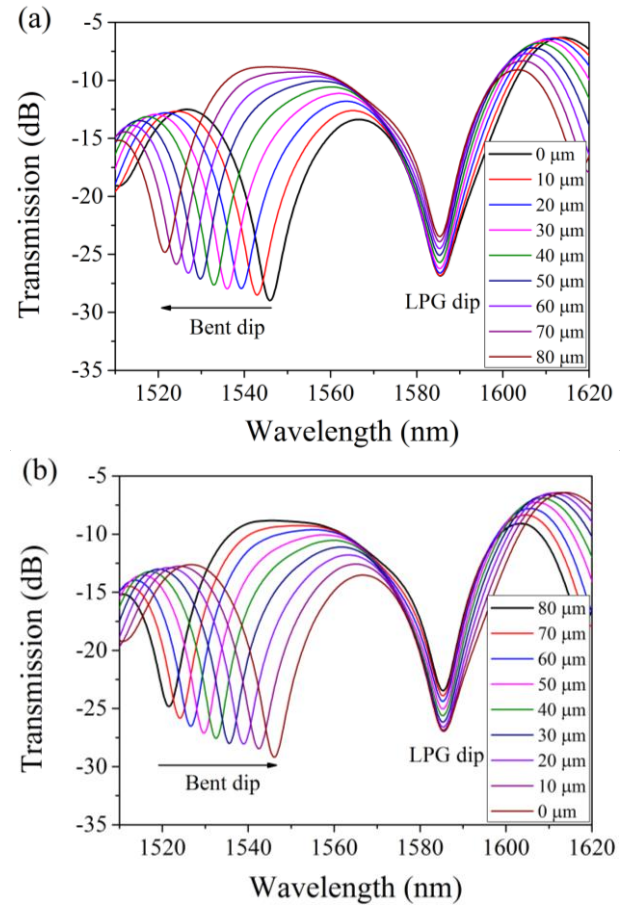 (a)
Transmission (dB)
-5
-10
-15
-20
-25
-30
-35
1520
1540
1560
1580
1600
1620
Wavelength (nm)
Bent dip
LPG dip
0 μm
10 μm
20 μm
30 μm
40 μm
50 μm
60 μm
70 μm
80 μm
(b)
Transmission (dB)
-5
-10
-15
-20
-25
-30
-35
1520
1540
1560
1580
1600
1620
Wavelength (nm)
Bent dip
LPG dip
80 μm
70 μm
60 μm
50 μm
40 μm
30 μm
20 μm
10 μm
0 μm